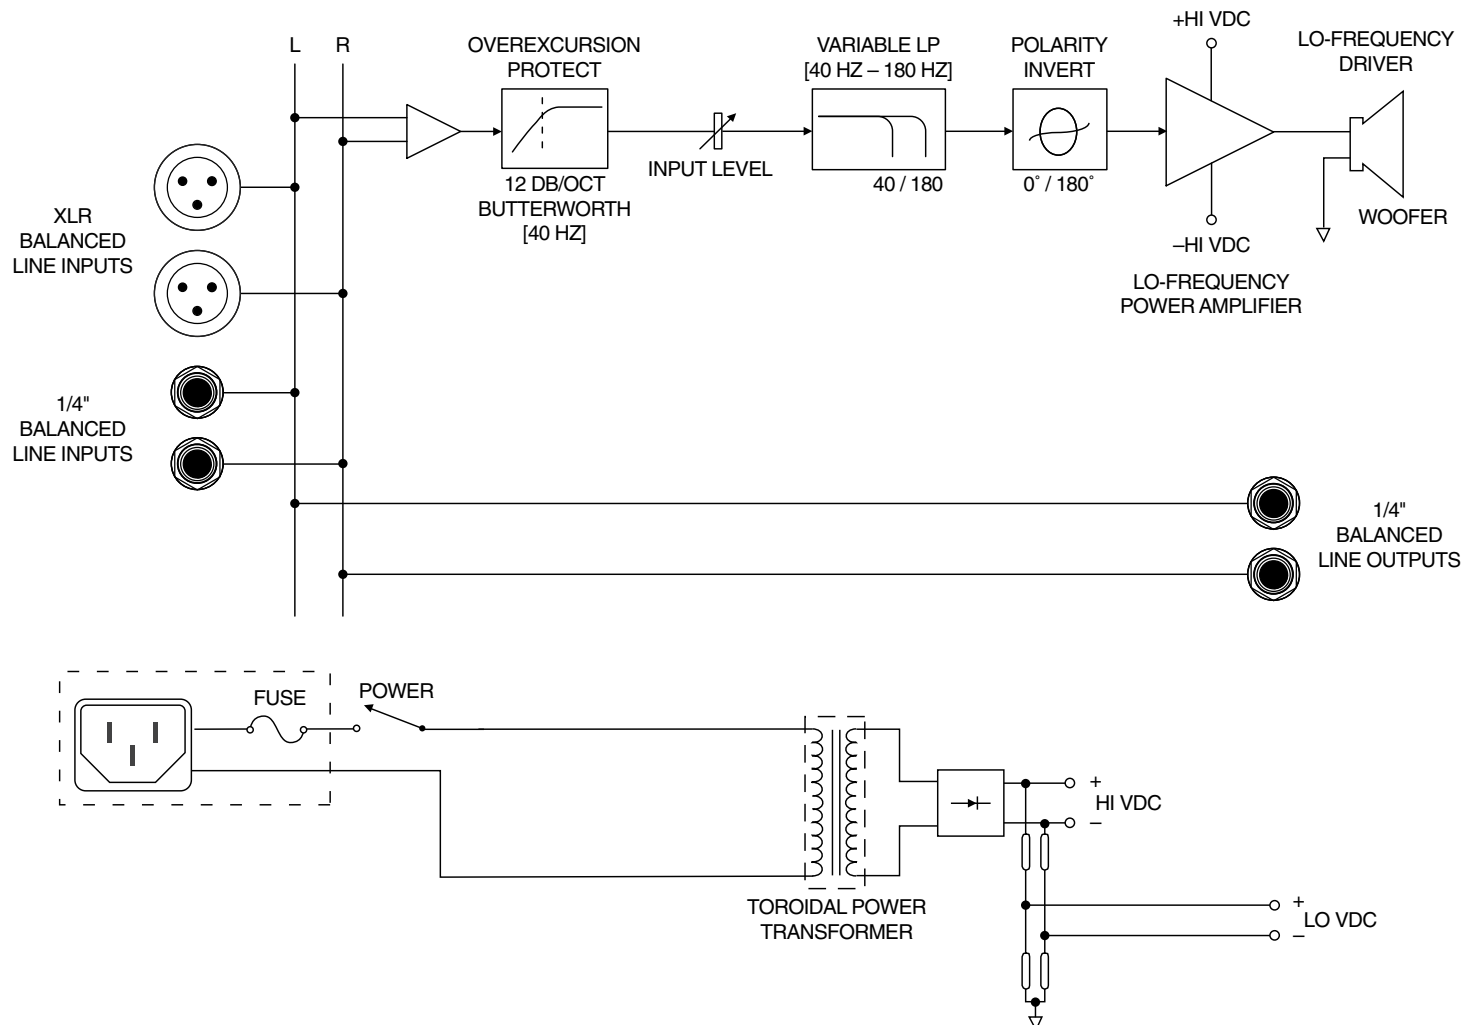 L
R
OVEREXCURSION
PROTECT
VARIABLE LP
[40 HZ – 180 HZ]
POLARITY
INVERT
+HI VDC
LO-FREQUENCY
DRIVER
INPUT LEVEL
12 DB/OCT
BUTTERWORTH
[40 HZ]
40 / 180
0˚ / 180˚
–HI VDC
WOOFER
LO-FREQUENCY
POWER AMPLIFIER
XLR
BALANCED
LINE INPUTS
1/4"
BALANCED
LINE INPUTS
1/4"
BALANCED
LINE OUTPUTS
FUSE
POWER
TOROIDAL POWER
TRANSFORMER
+
HI VDC
–
+
LO VDC
–